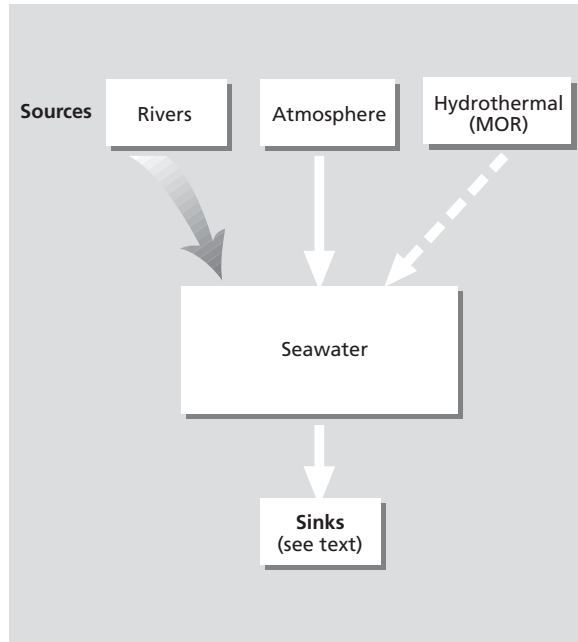 Sources
Rivers
Atmosphere
Hydrothermal
(MOR)
Seawater
Sinks
(see text)